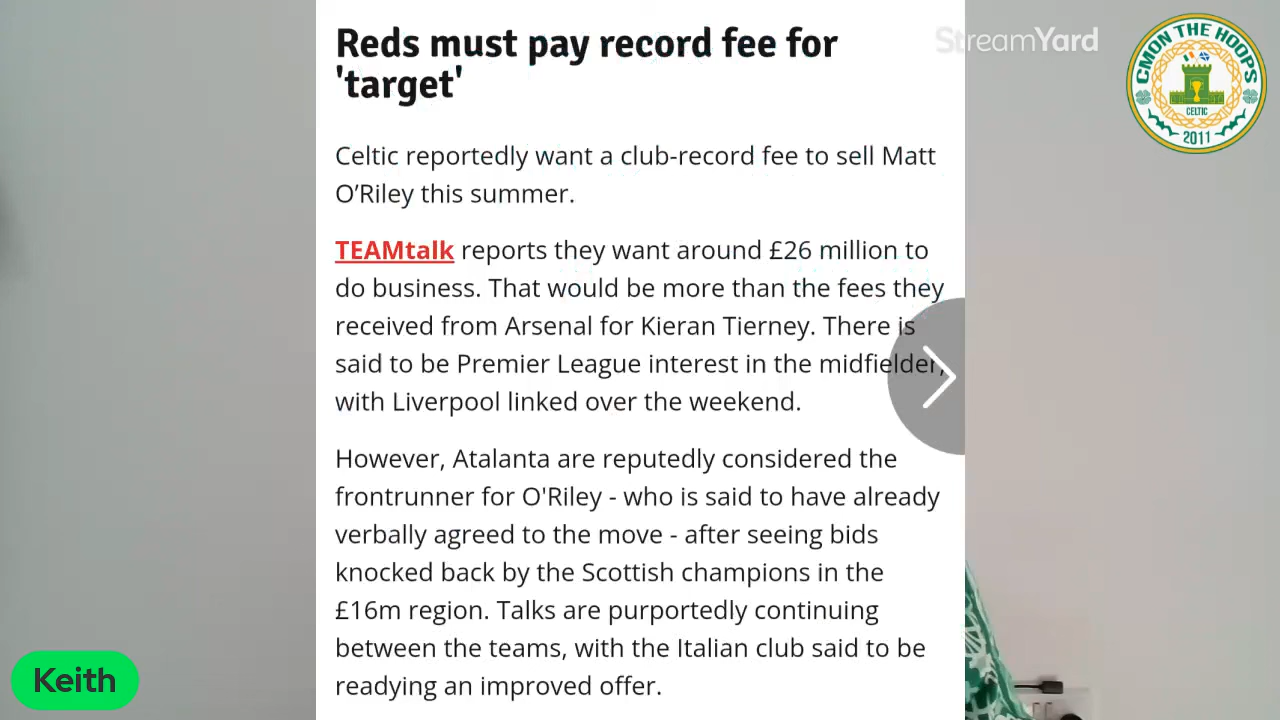 Reds must pay record fee for
'target'
Celtic reportedly want a club-record fee to sell Matt
O’Riley this summer.
TEAMtalk reports they want around £26 million to
do business. That would be more than the fees they
received from Arsenal for Kieran Tierney. There is
said to be Premier League interest in the midfielder,
with Liverpool linked over the weekend.
However, Atalanta are reputedly considered the
frontrunner for O'Riley - who is said to have already
verbally agreed to the move - after seeing bids
knocked back by the Scottish champions in the
£16m region. Talks are purportedly continuing
between the teams, with the Italian club said to be
readying an improved offer.
StreamYard
CMON THE HOOPS
CELTIC
2011
Keith